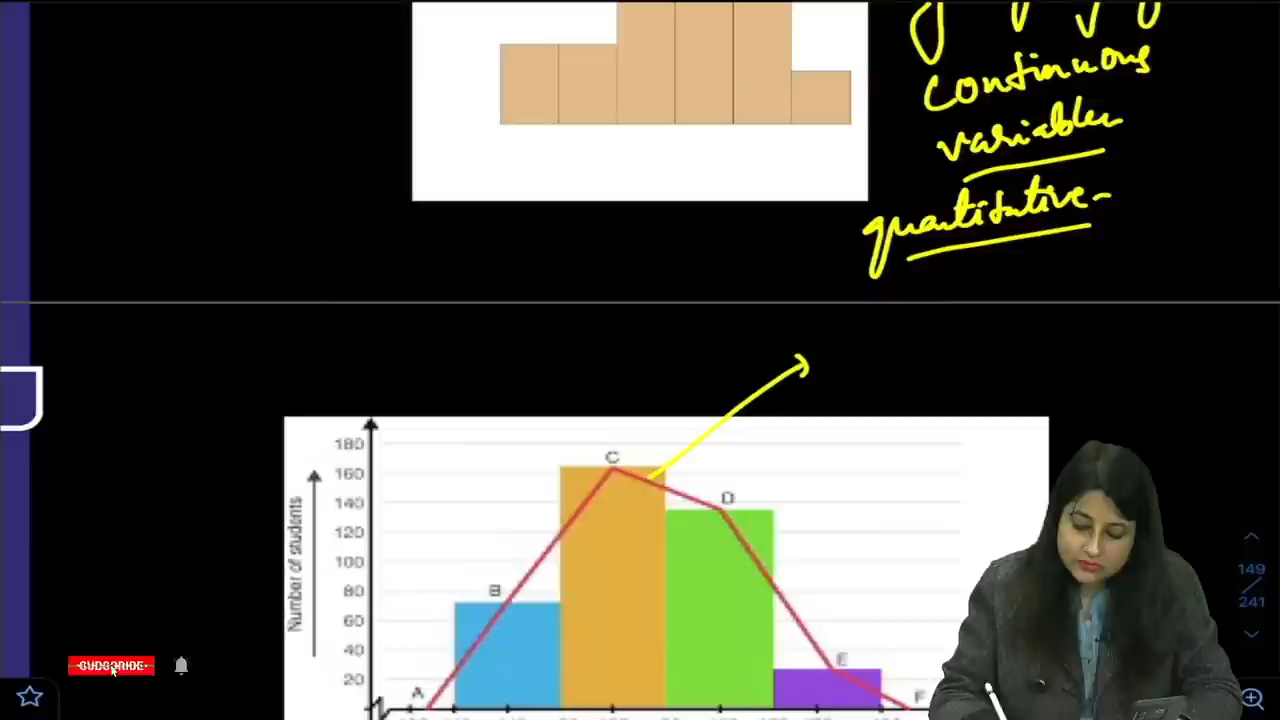 continuous
variables
quantitative-
180
160
140
120
100
80
60
40
20
Number of students
A
B
C
D
E
F
149
241
SUBSCRIBE